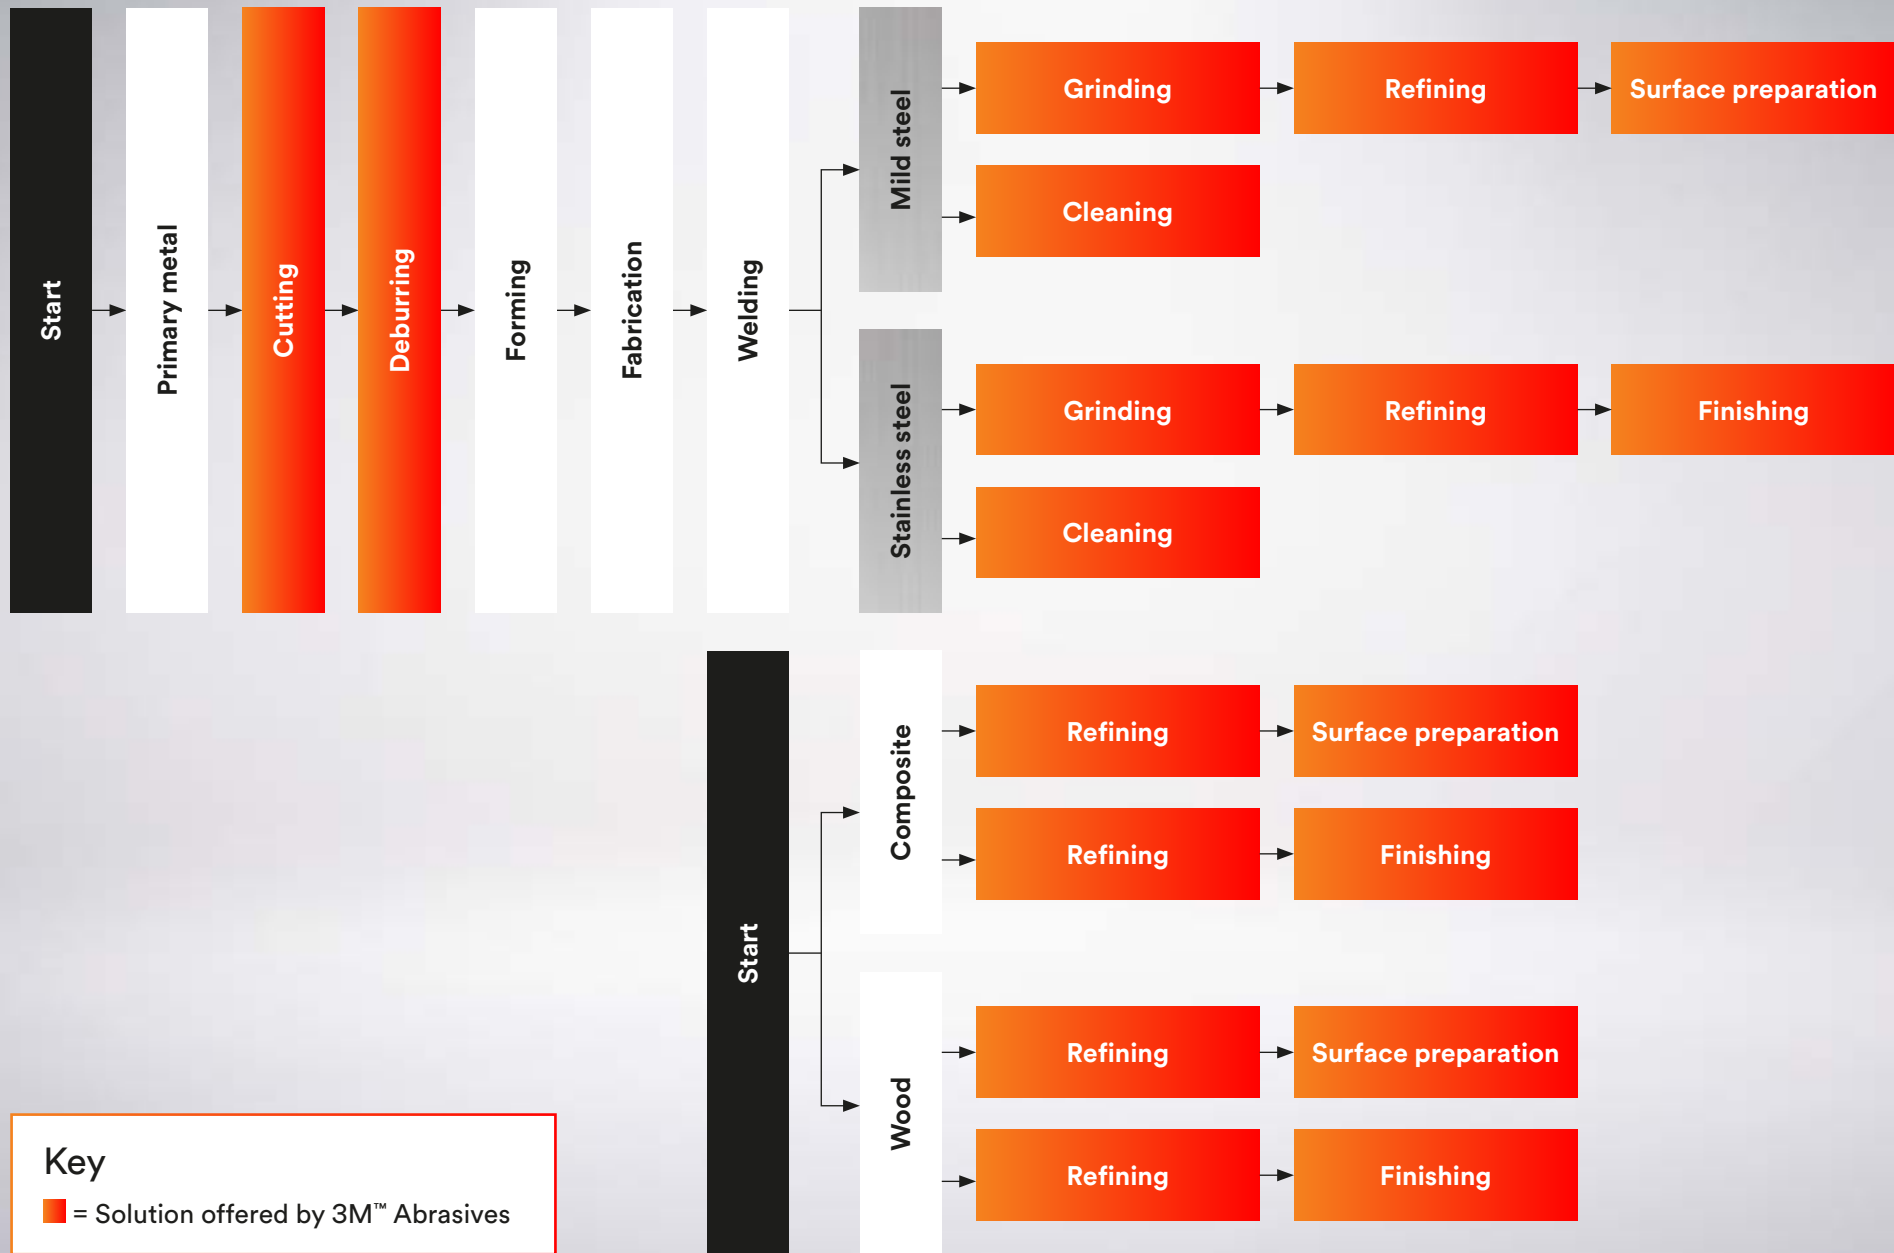 Start
Primary metal
Cutting
Deburring
Forming
Fabrication
Welding
Mild steel
Grinding
Refining
Surface preparation
Cleaning
Stainless steel
Grinding
Refining
Finishing
Cleaning
Start
Composite
Refining
Surface preparation
Refining
Finishing
Wood
Refining
Surface preparation
Refining
Finishing
Key
= Solution offered by 3M™ Abrasives